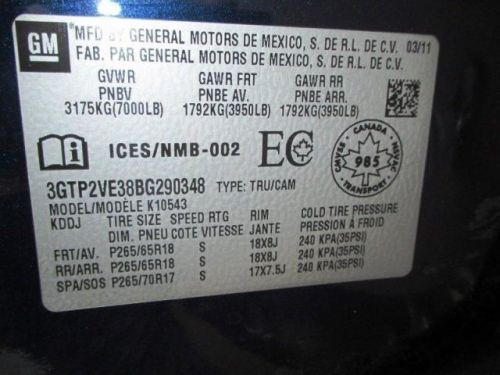 GM
MFD BY GENERAL MOTORS DE MEXICO, S. DE R.L. DE C.V. 03/11
FAB. PAR GENERAL MOTORS DE MEXICO, S. DE R.L. DE C.V.
GVWR GAWR FRT GAWR RR
PNBV PNBE AV. PNBE ARR.
3175KG(7000LB) 1792KG(3950LB) 1792KG(3950LB)
i ICES/NMB-002 EC CANADA CMVSS NSVAC 985
3GTP2VE38BG290348 TYPE: TRU/CAM
MODEL/MODÈLE K10543
KDDJ TIRE SIZE SPEED RTG RIM COLD TIRE PRESSURE
DIM. PNEU COTE VITESSE JANTE PRESSION À FROID
FRT/AV. P265/65R18 S 18X8J 240 KPA(35PSI)
RR/ARR. P265/65R18 S 18X8J 240 KPA(35PSI)
SPA/SOS P265/70R17 S 17X7.5J 240 KPA(35PSI)